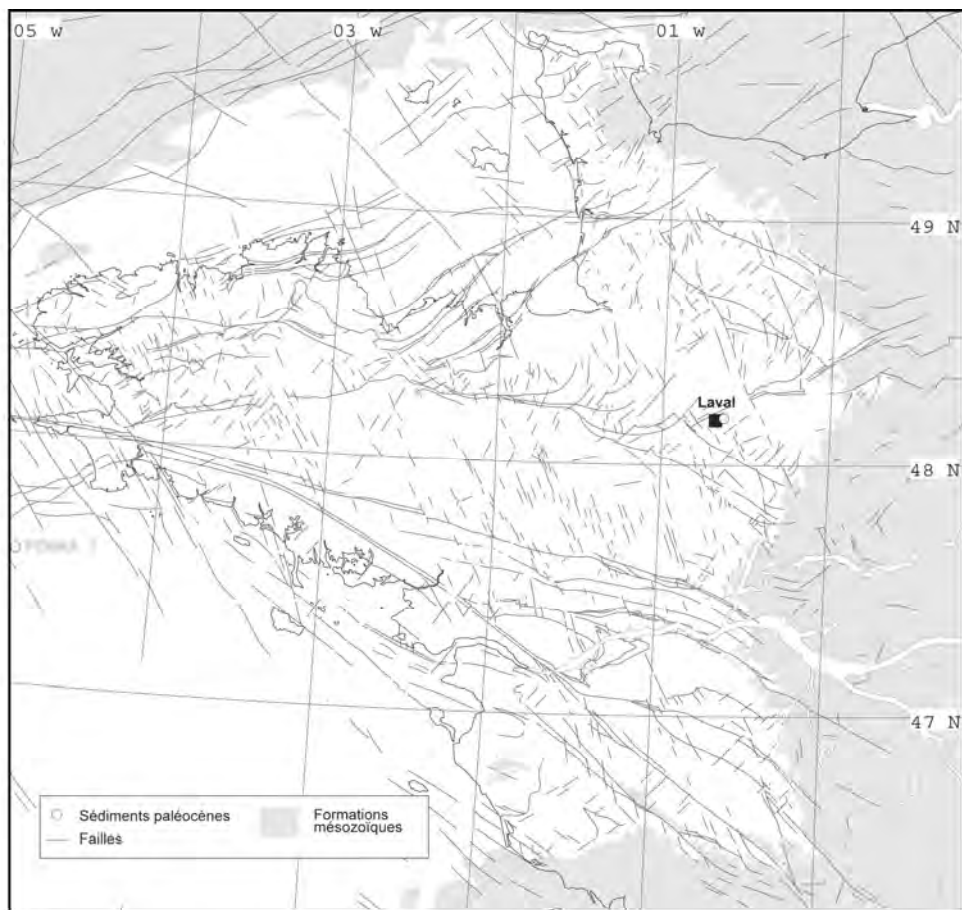 05 W
03 W
01 W
49 N
Laval
48 N
47 N
Sédiments paléocènes
Failles
Formations
mésozoïques